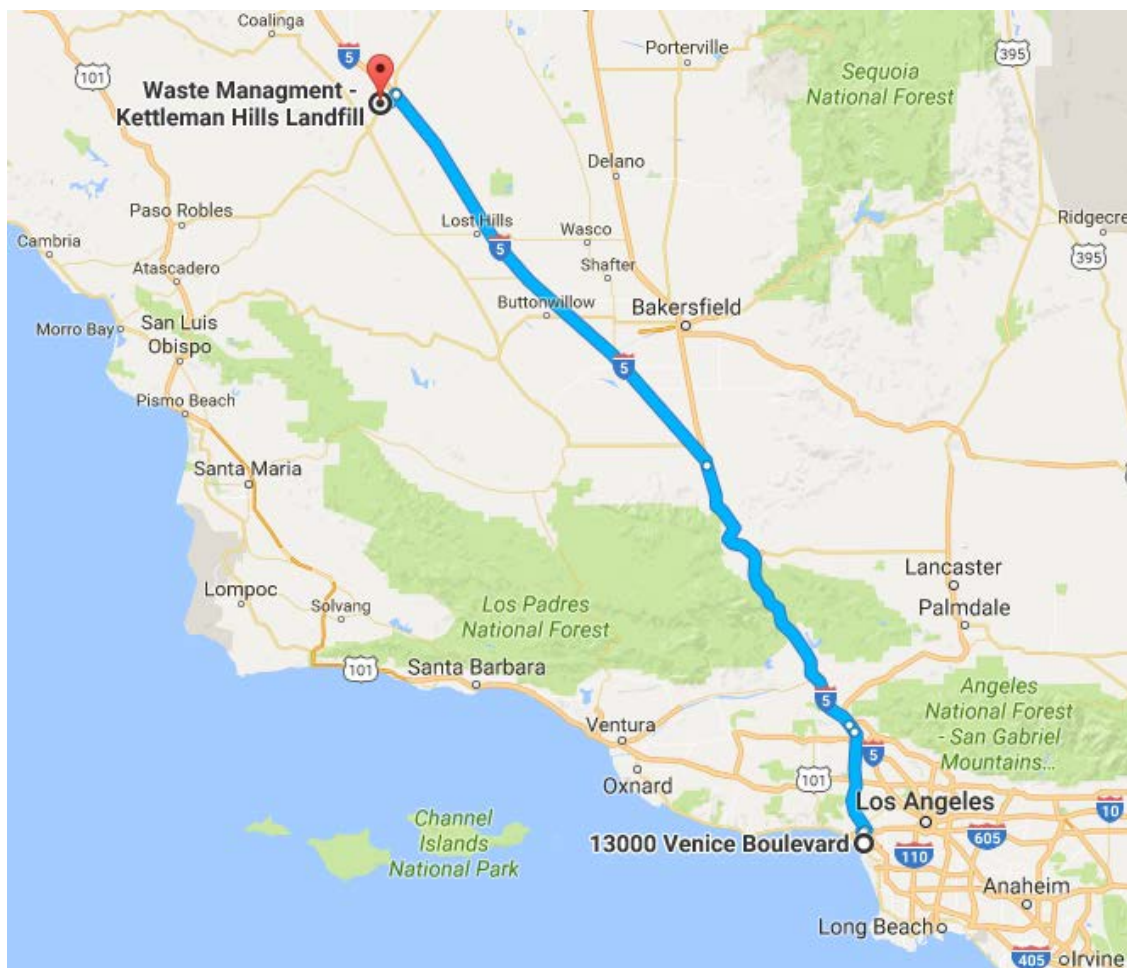 Coalinga
Porterville
395
5
101
Waste Managment -
Kettleman Hills Landfill
Sequoia
National Forest
Delano
Paso Robles
Lost Hills
Wasco
Ridgecre
Cambria
5
395
Atascadero
Shafter
Buttonwillow
Bakersfield
Morro Bay
San Luis
Obispo
5
Pismo Beach
Santa Maria
Lancaster
Lompoc
Solvang
Los Padres
National Forest
Palmdale
101
Santa Barbara
5
Angeles
National Forest
- San Gabriel
Mountains...
Ventura
5
Oxnard
101
Los Angeles
10
Channel
Islands
National Park
605
13000 Venice Boulevard
110
Anaheim
Long Beach
405
Irvine